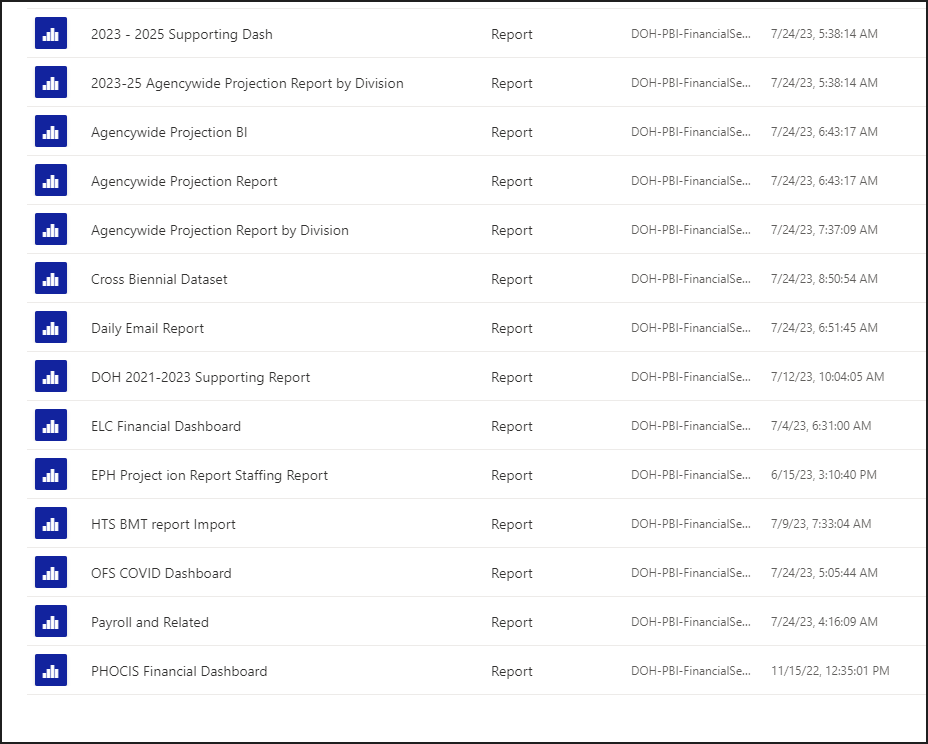 2023 - 2025 Supporting Dash Report DOH-PBI-FinancialSe... 7/24/23, 5:38:14 AM
2023-25 Agencywide Projection Report by Division Report DOH-PBI-FinancialSe... 7/24/23, 5:38:14 AM
Agencywide Projection BI Report DOH-PBI-FinancialSe... 7/24/23, 6:43:17 AM
Agencywide Projection Report Report DOH-PBI-FinancialSe... 7/24/23, 6:43:17 AM
Agencywide Projection Report by Division Report DOH-PBI-FinancialSe... 7/24/23, 7:37:09 AM
Cross Biennial Dataset Report DOH-PBI-FinancialSe... 7/24/23, 8:50:54 AM
Daily Email Report Report DOH-PBI-FinancialSe... 7/24/23, 6:51:45 AM
DOH 2021-2023 Supporting Report Report DOH-PBI-FinancialSe... 7/12/23, 10:04:05 AM
ELC Financial Dashboard Report DOH-PBI-FinancialSe... 7/4/23, 6:31:00 AM
EPH Project ion Report Staffing Report Report DOH-PBI-FinancialSe... 6/15/23, 3:10:40 PM
HTS BMT report Import Report DOH-PBI-FinancialSe... 7/9/23, 7:33:04 AM
OFS COVID Dashboard Report DOH-PBI-FinancialSe... 7/24/23, 5:05:44 AM
Payroll and Related Report DOH-PBI-FinancialSe... 7/24/23, 4:16:09 AM
PHOCIS Financial Dashboard Report DOH-PBI-FinancialSe... 11/15/22, 12:35:01 PM